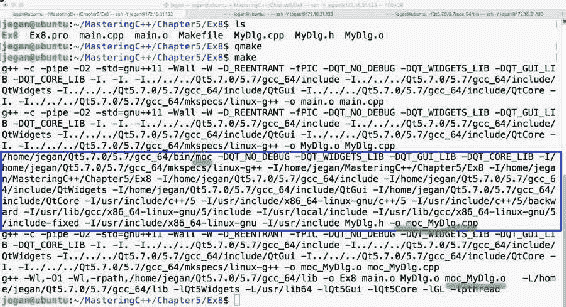 jegan@ubuntu:~/MasteringC++/Chapter5/Ex8$ ls
Ex8 Ex8.pro main.cpp main.o Makefile MyDlg.cpp MyDlg.h MyDlg.o
jegan@ubuntu:~/MasteringC++/Chapter5/Ex8$ qmake
jegan@ubuntu:~/MasteringC++/Chapter5/Ex8$ make
g++ -c -pipe -O2 -std=gnu++11 -Wall -W -D_REENTRANT -fPIC -DQT_NO_DEBUG -DQT_WIDGETS_LIB -DQT_GUI_LI
B -DQT_CORE_LIB -I. -I. -I../../../Qt5.7.0/5.7/gcc_64/include -I../../../Qt5.7.0/5.7/gcc_64/include/
QtWidgets -I../../../Qt5.7.0/5.7/gcc_64/include/QtGui -I../../../Qt5.7.0/5.7/gcc_64/include/QtCore -
I. -I../../../Qt5.7.0/5.7/gcc_64/mkspecs/linux-g++ -o main.o main.cpp
g++ -c -pipe -O2 -std=gnu++11 -Wall -W -D_REENTRANT -fPIC -DQT_NO_DEBUG -DQT_WIDGETS_LIB -DQT_GUI_LI
B -DQT_CORE_LIB -I. -I. -I../../../Qt5.7.0/5.7/gcc_64/include -I../../../Qt5.7.0/5.7/gcc_64/include/
QtWidgets -I../../../Qt5.7.0/5.7/gcc_64/include/QtGui -I../../../Qt5.7.0/5.7/gcc_64/include/QtCore -
I. -I../../../Qt5.7.0/5.7/gcc_64/mkspecs/linux-g++ -o MyDlg.o MyDlg.cpp
/home/jegan/Qt5.7.0/5.7/gcc_64/bin/moc -DQT_NO_DEBUG -DQT_WIDGETS_LIB -DQT_GUI_LIB -DQT_CORE_LIB -I/
home/jegan/Qt5.7.0/5.7/gcc_64/mkspecs/linux-g++ -I/home/jegan/MasteringC++/Chapter5/Ex8 -I/home/jega
n/MasteringC++/Chapter5/Ex8 -I/home/jegan/Qt5.7.0/5.7/gcc_64/include -I/home/jegan/Qt5.7.0/5.7/gcc_6
4/include/QtWidgets -I/home/jegan/Qt5.7.0/5.7/gcc_64/include/QtGui -I/home/jegan/Qt5.7.0/5.7/gcc_64/
include/QtCore -I/usr/include/c++/5 -I/usr/include/x86_64-linux-gnu/c++/5 -I/usr/include/c++/5/backw
ard -I/usr/lib/gcc/x86_64-linux-gnu/5/include -I/usr/local/include -I/usr/lib/gcc/x86_64-linux-gnu/5
/include-fixed -I/usr/include/x86_64-linux-gnu -I/usr/include MyDlg.h -o moc_MyDlg.cpp
g++ -c -pipe -O2 -std=gnu++11 -Wall -W -D_REENTRANT -fPIC -DQT_NO_DEBUG -DQT_WIDGETS_LIB -DQT_GUI_LI
B -DQT_CORE_LIB -I. -I. -I../../../Qt5.7.0/5.7/gcc_64/include -I../../../Qt5.7.0/5.7/gcc_64/include/
QtWidgets -I../../../Qt5.7.0/5.7/gcc_64/include/QtGui -I../../../Qt5.7.0/5.7/gcc_64/include/QtCore -
I. -I../../../Qt5.7.0/5.7/gcc_64/mkspecs/linux-g++ -o moc_MyDlg.o moc_MyDlg.cpp
g++ -Wl,-O1 -Wl,-rpath,/home/jegan/Qt5.7.0/5.7/gcc_64/lib -o Ex8 main.o MyDlg.o moc_MyDlg.o -L/ho
me/jegan/Qt5.7.0/5.7/gcc_64/lib -lQt5Widgets -L/usr/lib64 -lQt5Gui -lQt5Core -lGL -lpthread
jegan@ubuntu:~/MasteringC++/Chapter5/Ex8$